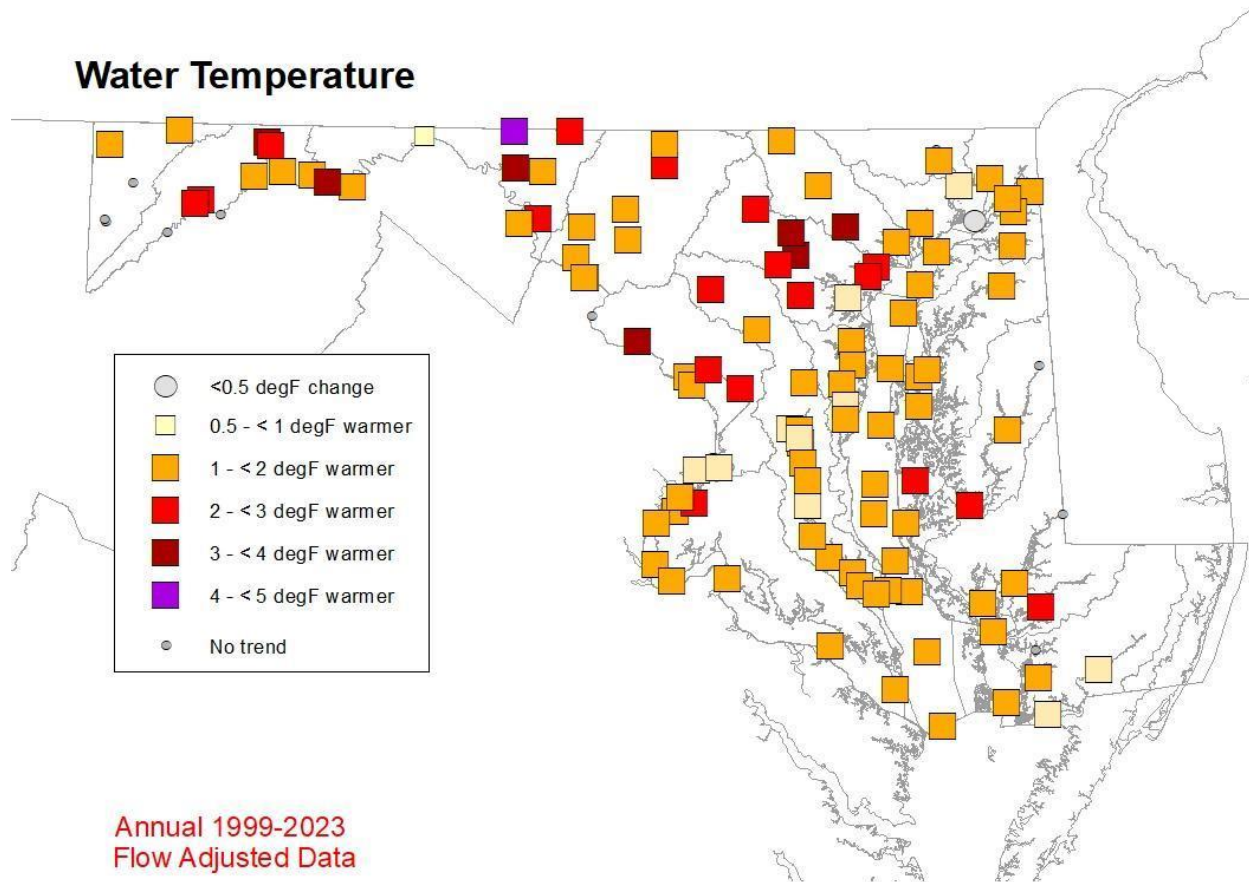 Water Temperature
<0.5 degF change
0.5 - < 1 degF warmer
1 - <2 degF warmer
2 - <3 degF warmer
3 - <4 degF warmer
4 - <5 degF warmer
No trend
Annual 1999-2023
Flow Adjusted Data